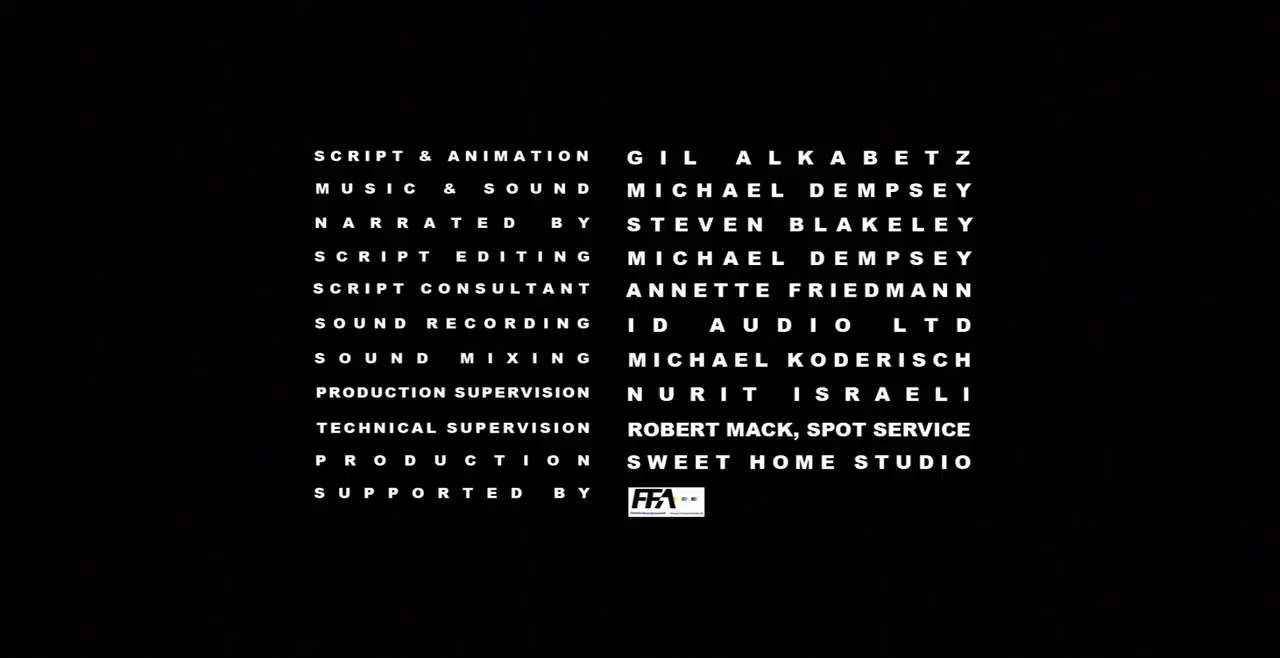 SCRIPT & ANIMATION GIL ALKABETZ
MUSIC & SOUND MICHAEL DEMPSEY
NARRATED BY STEVEN BLAKELEY
SCRIPT EDITING MICHAEL DEMPSEY
SCRIPT CONSULTANT ANNETTE FRIEDMANN
SOUND RECORDING ID AUDIO LTD
SOUND MIXING MICHAEL KODERISCH
PRODUCTION SUPERVISION NURIT ISRAELI
TECHNICAL SUPERVISION ROBERT MACK, SPOT SERVICE
PRODUCTION SWEET HOME STUDIO
SUPPORTED BY FFA